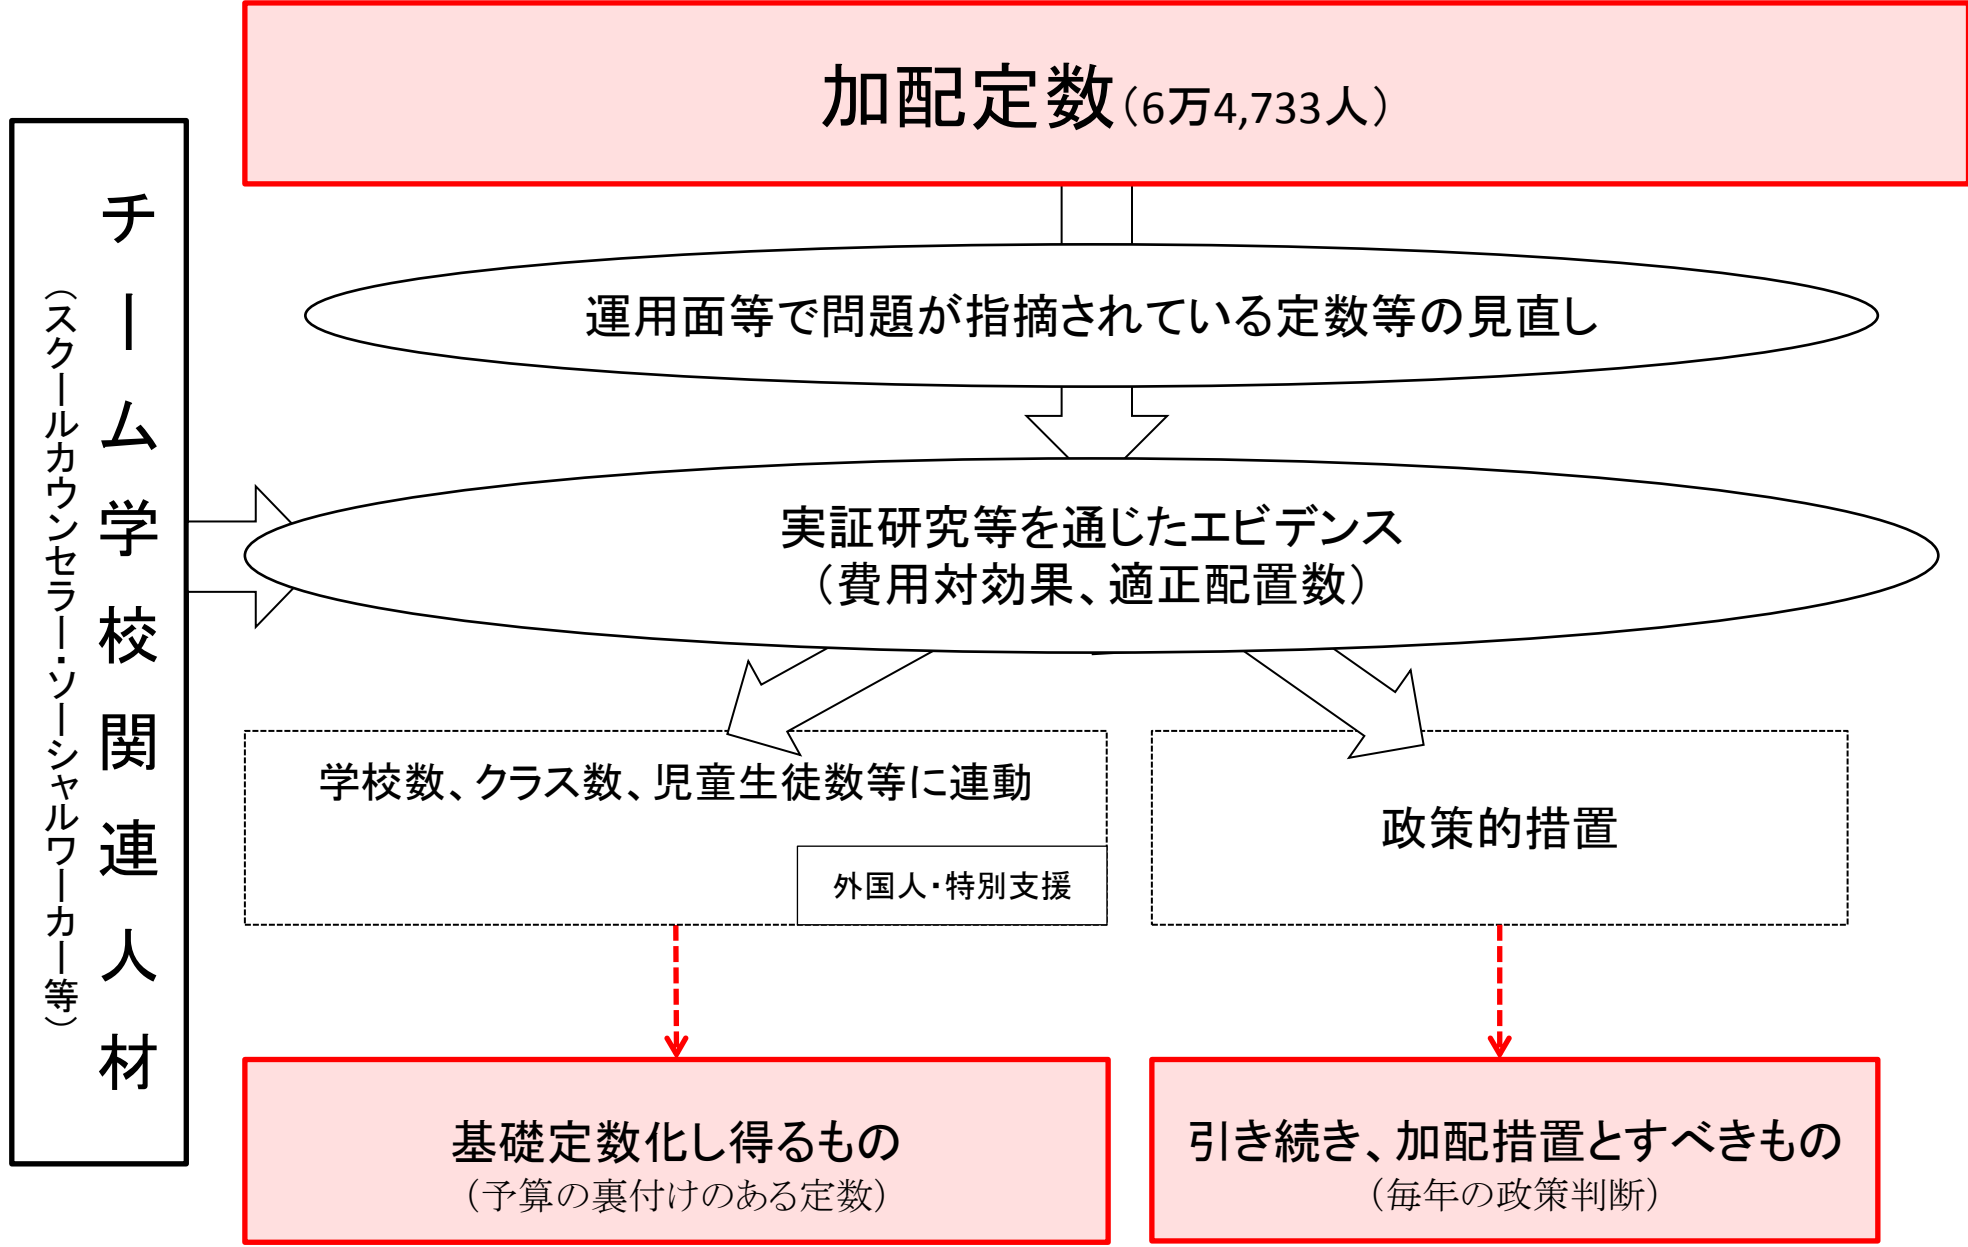 加配定数(6万4,733人)
チーム学校関連人材
(スクールカウンセラー・ソーシャルワーカー等)
運用面等で問題が指摘されている定数等の見直し
実証研究等を通じたエビデンス
(費用対効果、適正配置数)
学校数、クラス数、児童生徒数等に連動
外国人・特別支援
政策的措置
基礎定数化し得るもの
(予算の裏付けのある定数)
引き続き、加配措置とすべきもの
(毎年の政策判断)